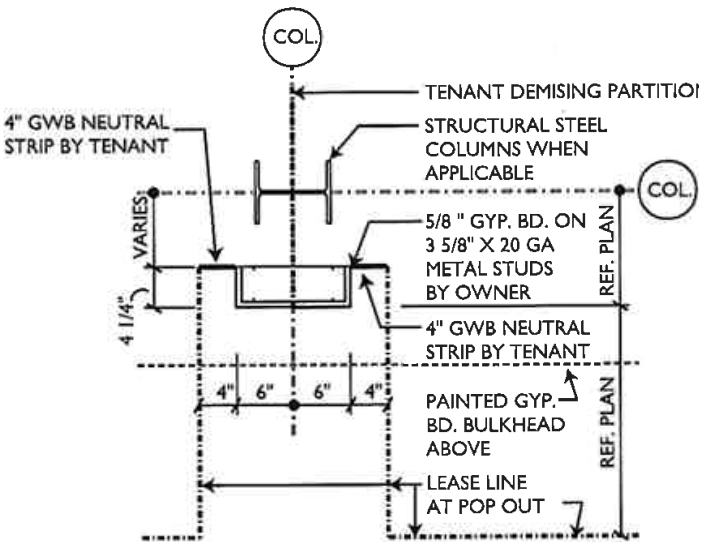 COL.
TENANT DEMISING PARTITION
4" GWB NEUTRAL
STRIP BY TENANT
STRUCTURAL STEEL
COLUMNS WHEN
APPLICABLE
COL.
VARIES
4 1/4"
5/8 " GYP. BD. ON
3 5/8" X 20 GA
METAL STUDS
BY OWNER
REF. PLAN
4" GWB NEUTRAL
STRIP BY TENANT
4" 6" 6" 4"
PAINTED GYP.
BD. BULKHEAD
ABOVE
REF. PLAN
LEASE LINE
AT POP OUT